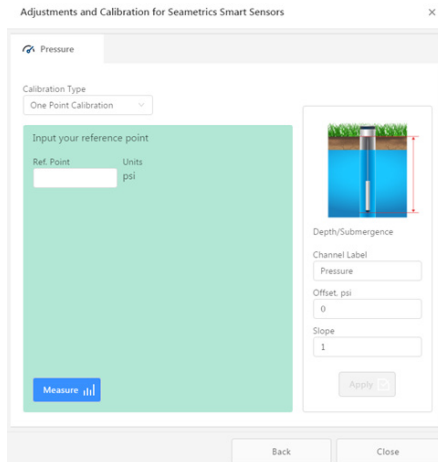 Adjustments and Calibration for Seametrics Smart Sensors
Pressure
Calibration Type
One Point Calibration
Input your reference point
Ref. Point Units
psi
Measure
Depth/Submergence
Channel Label
Pressure
Offset, psi
0
Slope
1
Apply
Back Close